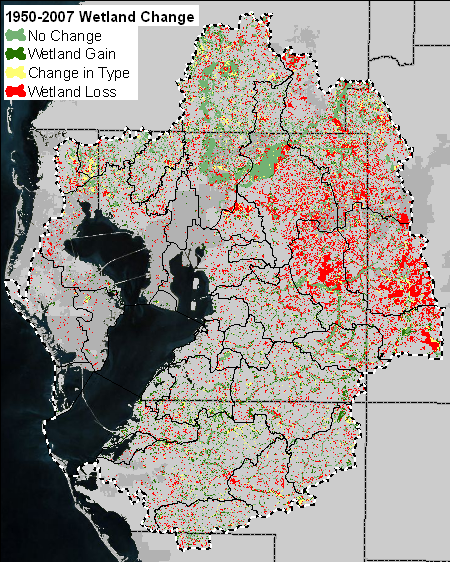 1950-2007 Wetland Change
No Change
Wetland Gain
Change in Type
Wetland Loss